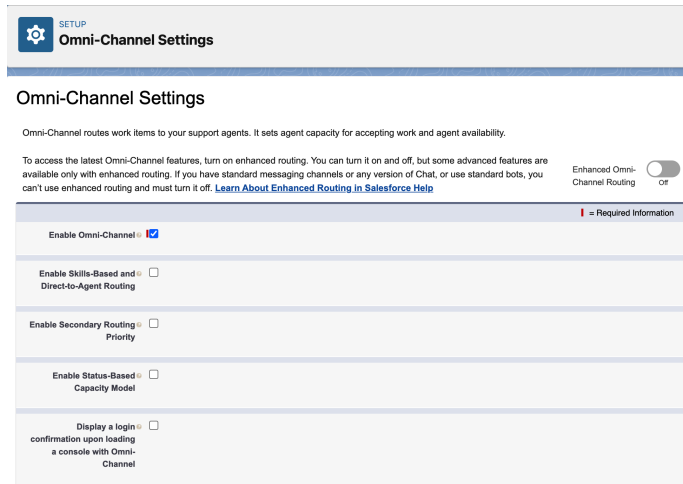 SETUP
Omni-Channel Settings
Omni-Channel Settings
Omni-Channel routes work items to your support agents. It sets agent capacity for accepting work and agent availability.
To access the latest Omni-Channel features, turn on enhanced routing. You can turn it on and off, but some advanced features are
available only with enhanced routing. If you have standard messaging channels or any version of Chat, or use standard bots, you
can't use enhanced routing and must turn it off. Learn About Enhanced Routing in Salesforce Help
Enhanced Omni-
Channel Routing
Off
= Required Information
Enable Omni-Channel
Enable Skills-Based and
Direct-to-Agent Routing
Enable Secondary Routing
Priority
Enable Status-Based
Capacity Model
Display a login
confirmation upon loading
a console with Omni-
Channel